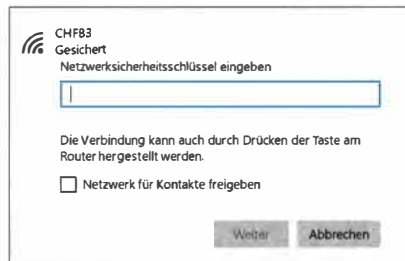 CHFB3
Gesichert
Netzwerksicherheitsschlüssel eingeben
Die Verbindung kann auch durch Drücken der Taste am
Router hergestellt werden.
Netzwerk für Kontakte freigeben
Weiter
Abbrechen